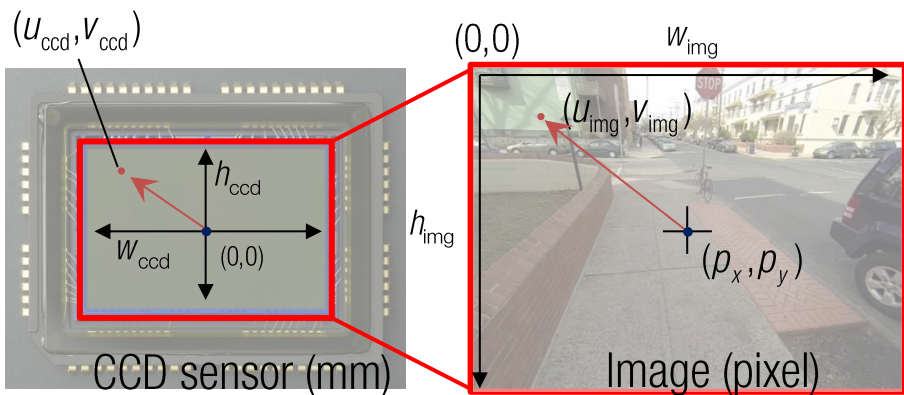 (u_ccd,v_ccd)
h_ccd
w_ccd
(0,0)
CCD sensor (mm)
(0,0)
w_img
h_img
STOP
(u_img,v_img)
(p_x,p_y)
Image (pixel)